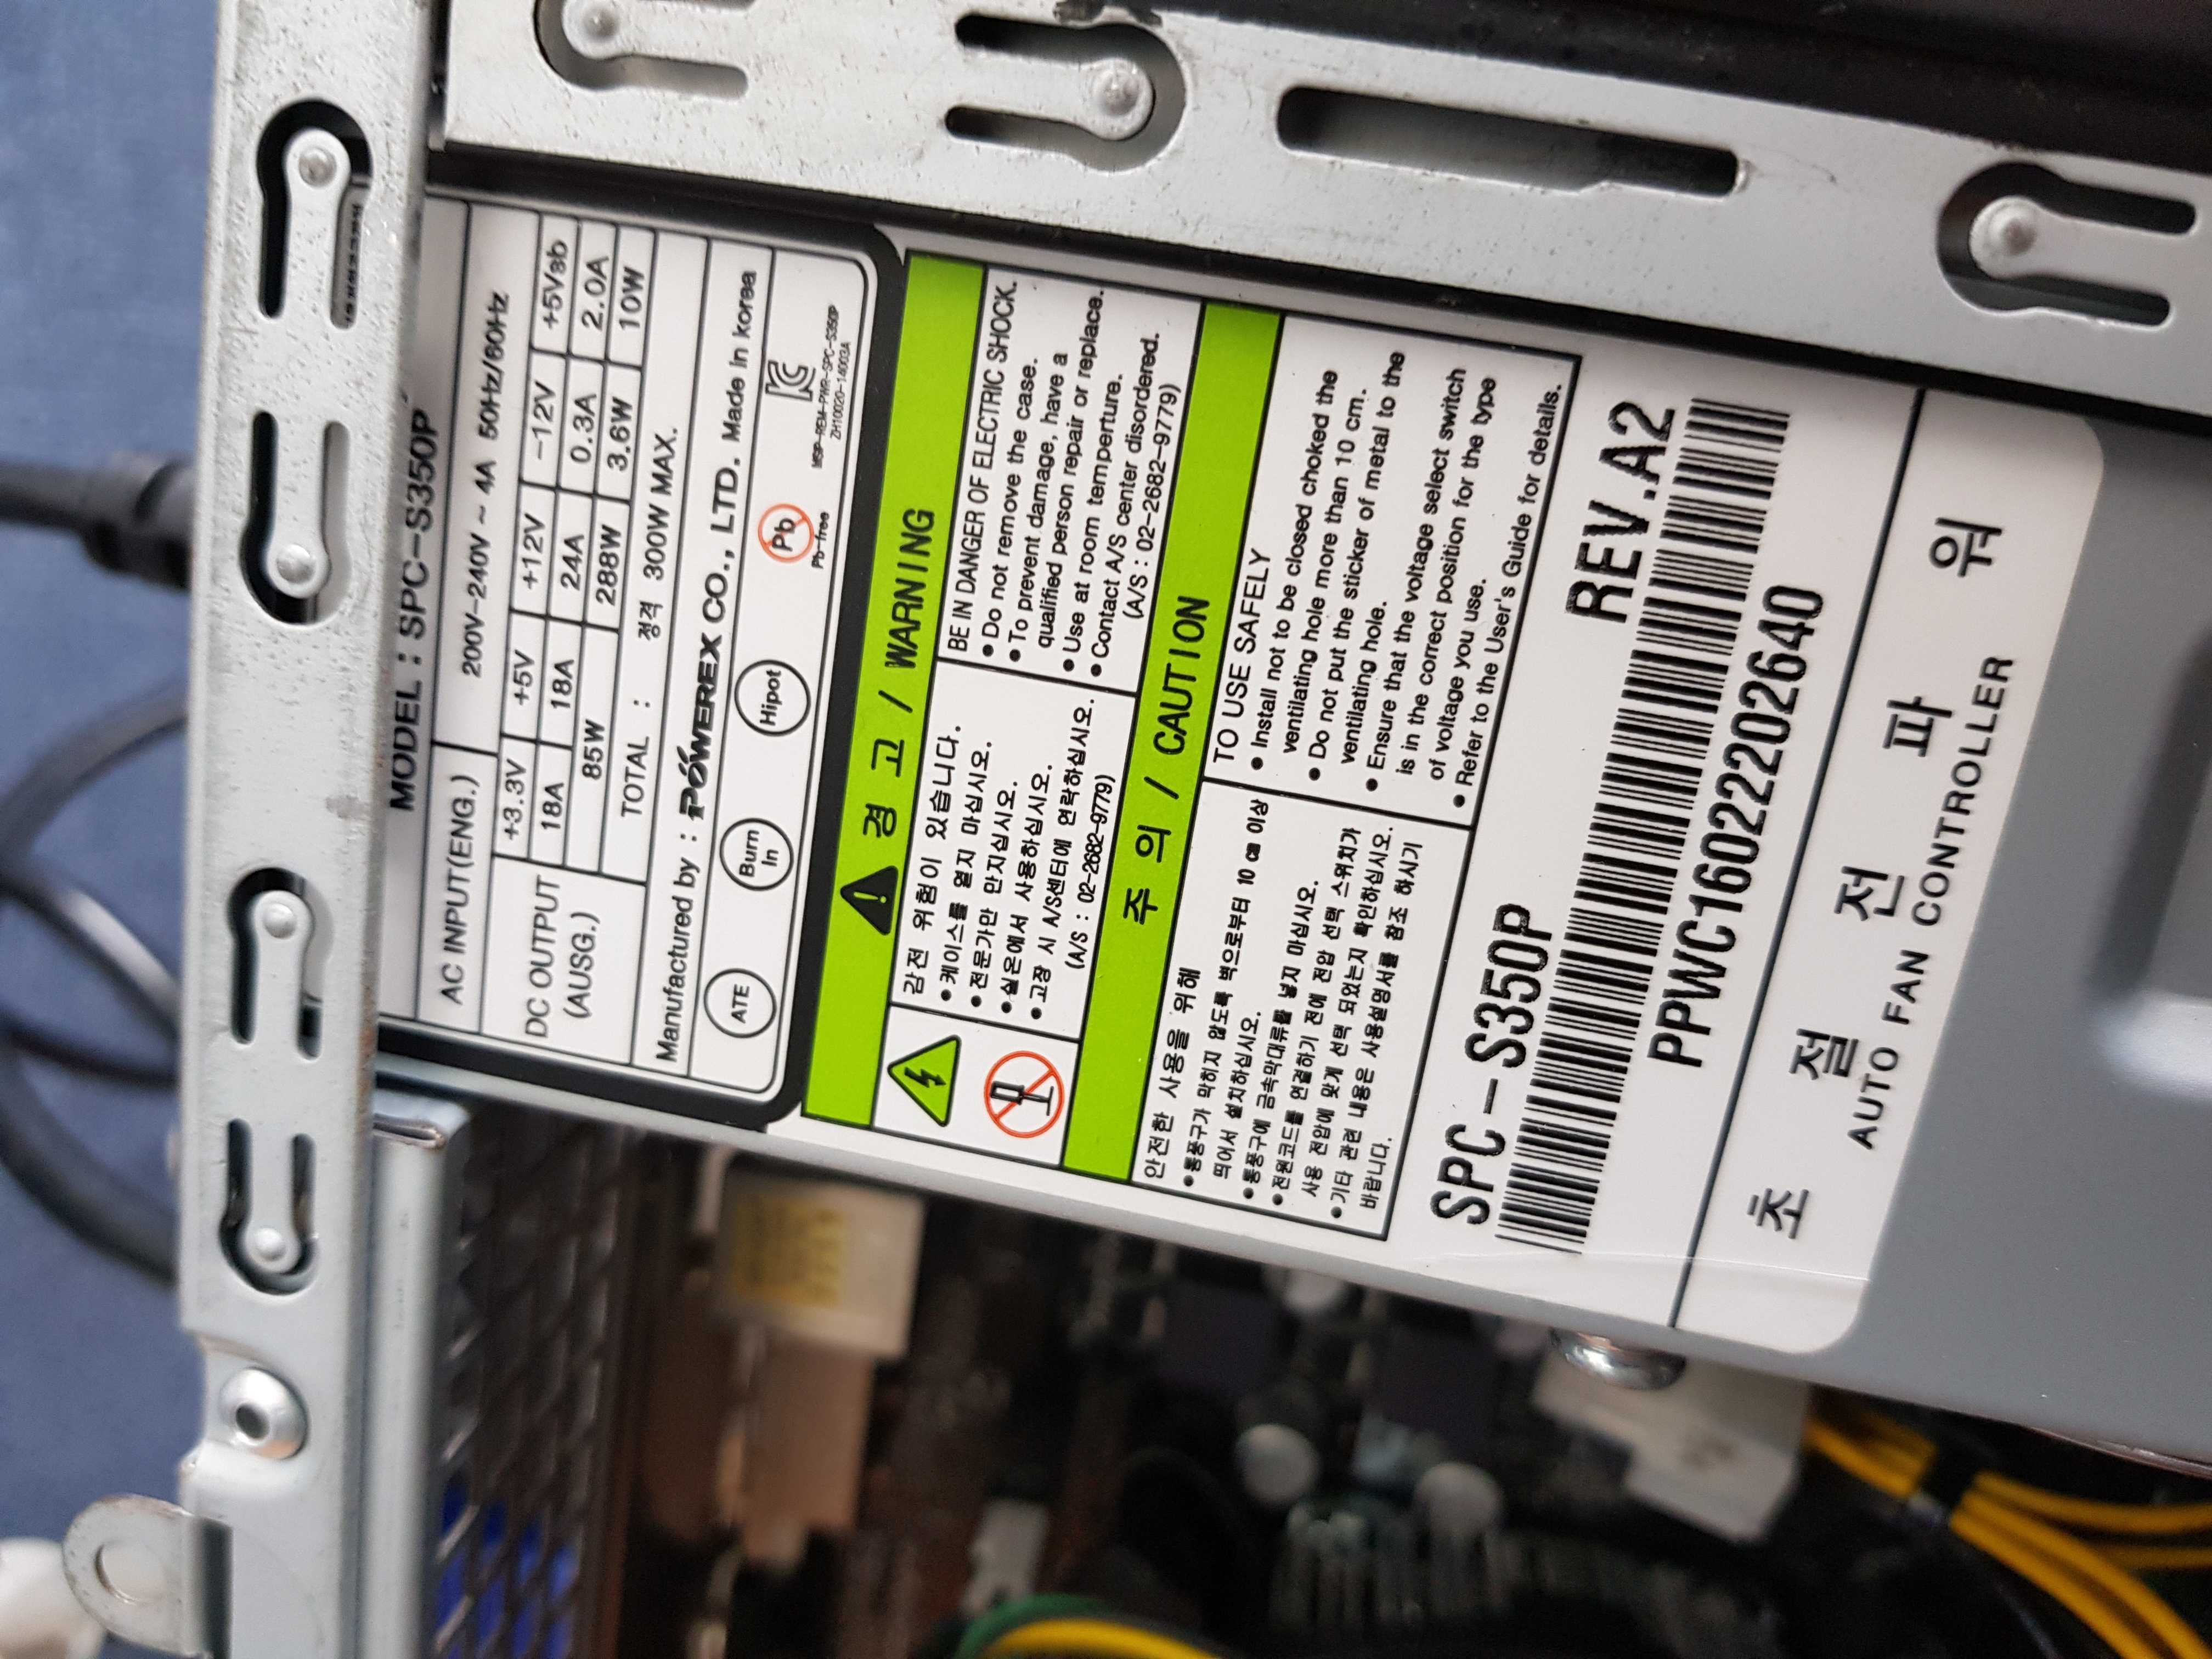 MODEL : SPC-S350P
AC INPUT(ENG.) 200V-240V ~ 4A 50Hz/60Hz
DC OUTPUT (AUSG.) +3.3V +5V +12V -12V +5Vsb
18A 18A 24A 0.3A 2.0A
85W 288W 3.6W 10W
TOTAL : 정격 300W MAX.
Manufactured by : POWEREX CO., LTD. Made in korea
ATE Burn In Hipot Pb Pb-free
MSIP-REM-PWR-SPC-S350P
ZH10020-14003A
경 고 / WARNING
감전 위험이 있습니다.
• 케이스를 열지 마십시오.
• 전문가만 만지십시오.
• 실온에서 사용하십시오.
• 고장 시 A/S센터에 연락하십시오.
(A/S : 02-2682-9779)
BE IN DANGER OF ELECTRIC SHOCK.
• Do not remove the case.
• To prevent damage, have a
qualified person repair or replace.
• Use at room temperture.
• Contact A/S center disordered.
(A/S : 02-2682-9779)
주 의 / CAUTION
안전한 사용을 위해
• 통풍구가 막히지 않도록 벽으로부터 10 cm 이상
띄어서 설치하십시오.
• 통풍구에 금속막대류를 넣지 마십시오.
• 전원코드를 연결하기 전에 전압 선택 스위치가
사용 전압에 맞게 선택 되었는지 확인하십시오.
• 기타 관련 내용은 사용설명서를 참조 하시기
바랍니다.
TO USE SAFELY
• Install not to be closed choked the
ventilating hole more than 10 cm.
• Do not put the sticker of metal to the
ventilating hole.
• Ensure that the voltage select switch
is in the correct position for the type
of voltage you use.
• Refer to the User's Guide for details.
SPC-S350P REV.A2
PPWC16022202640
초 절 전 파 워
AUTO FAN CONTROLLER